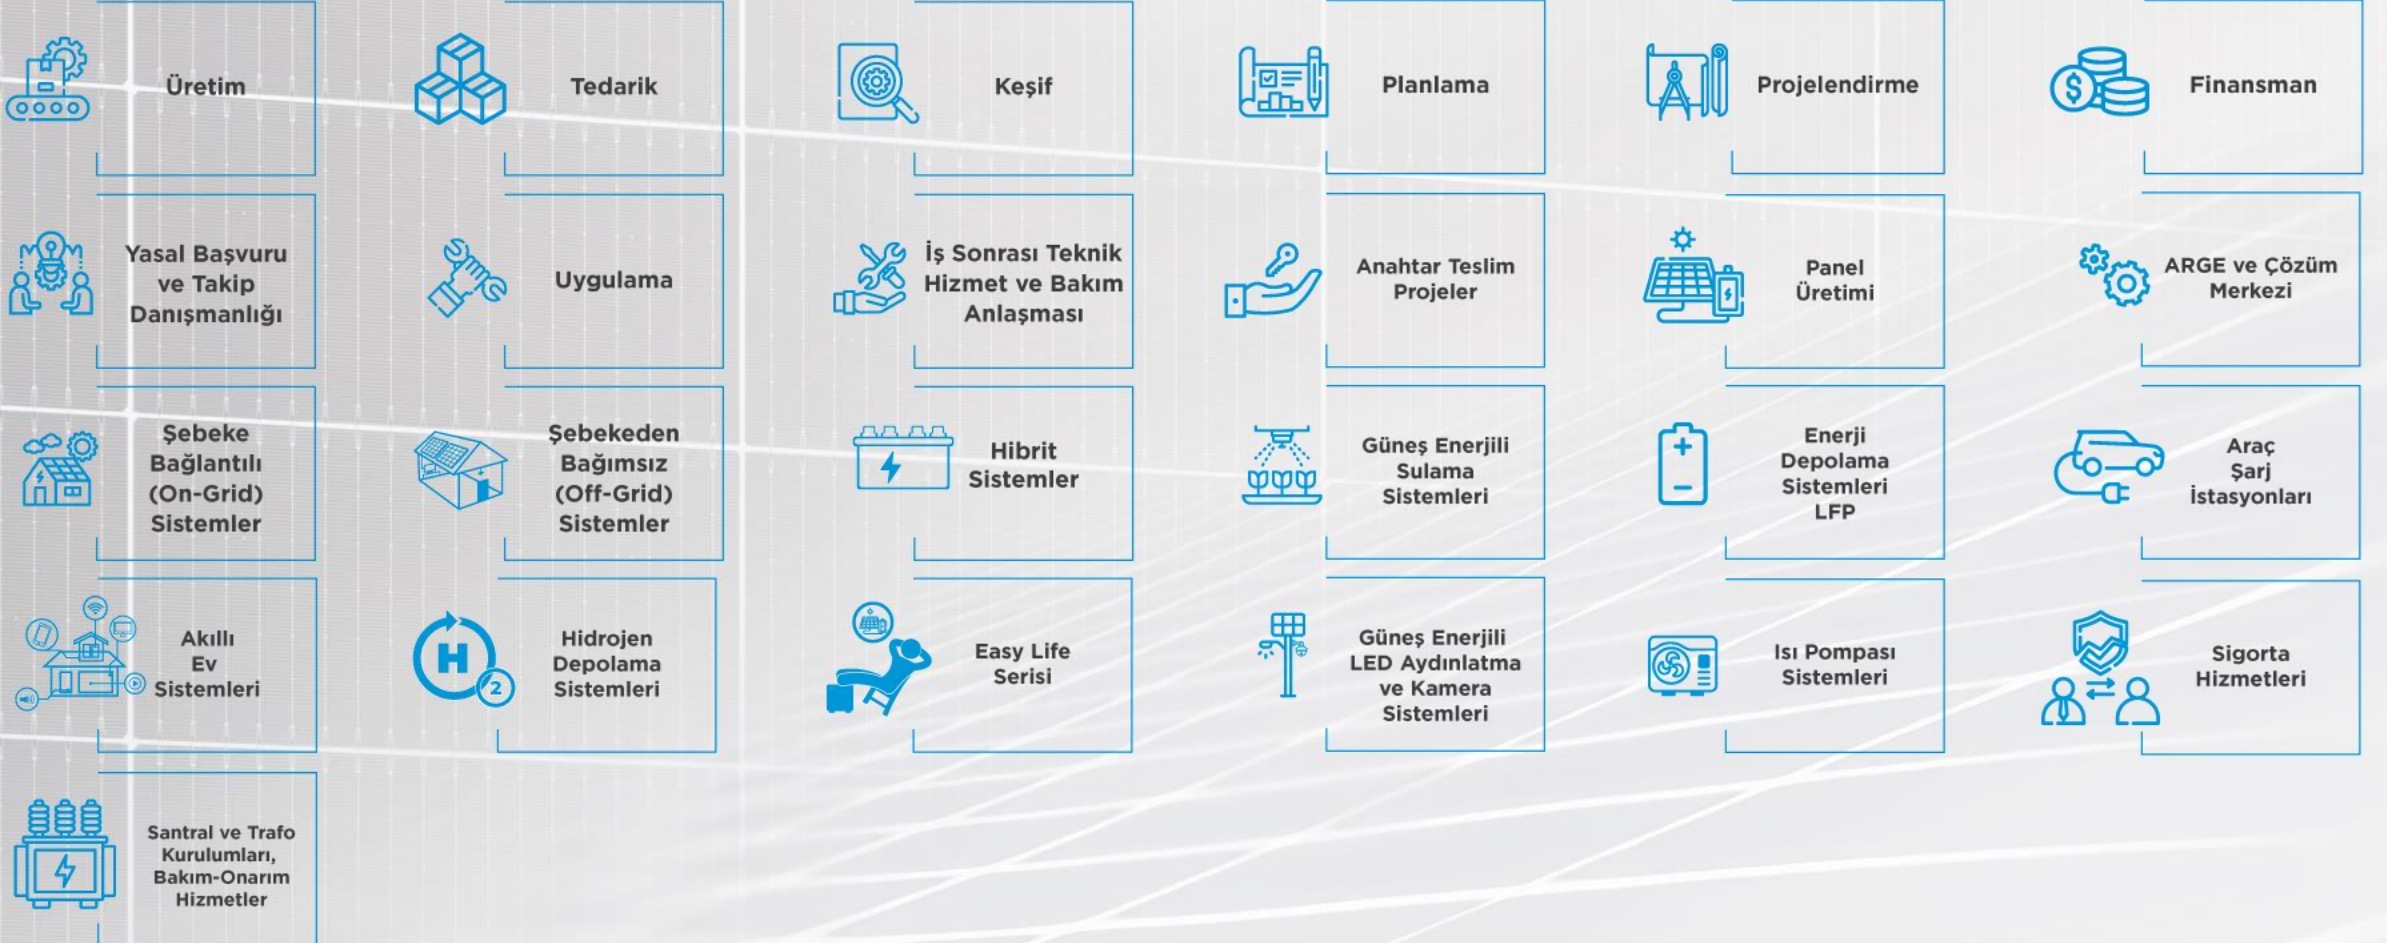 Üretim
Tedarik
Keşif
Planlama
Projelendirme
Finansman
Yasal Başvuru
ve Takip
Danışmanlığı
Uygulama
İş Sonrası Teknik
Hizmet ve Bakım
Anlaşması
Anahtar Teslim
Projeler
Panel
Üretimi
ARGE ve Çözüm
Merkezi
Şebeke
Bağlantılı
(On-Grid)
Sistemler
Şebekeden
Bağımsız
(Off-Grid)
Sistemler
Hibrit
Sistemler
Güneş Enerjili
Sulama
Sistemleri
Enerji
Depolama
Sistemleri
LFP
Araç
Şarj
İstasyonları
Akıllı
Ev
Sistemleri
H
2
Hidrojen
Depolama
Sistemleri
Easy Life
Serisi
Güneş Enerjili
LED Aydınlatma
ve Kamera
Sistemleri
Isı Pompası
Sistemleri
Sigorta
Hizmetleri
Santral ve Trafo
Kurulumları,
Bakım-Onarım
Hizmetler